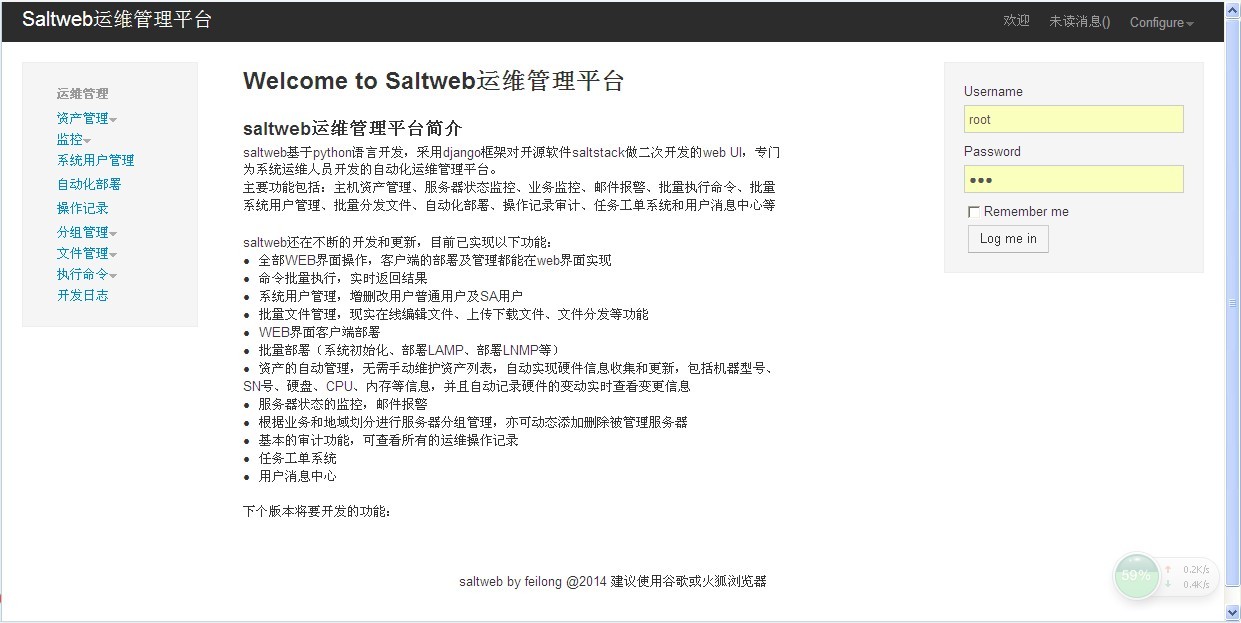 Saltweb运维管理平台
欢迎 未读消息() Configure
运维管理
资产管理
监控
系统用户管理
自动化部署
操作记录
分组管理
文件管理
执行命令
开发日志
Welcome to Saltweb运维管理平台
saltweb运维管理平台简介
saltweb基于python语言开发，采用django框架对开源软件saltstack做二次开发的web UI，专门
为系统运维人员开发的自动化运维管理平台。
主要功能包括：主机资产管理、服务器状态监控、业务监控、邮件报警、批量执行命令、批量
系统用户管理、批量分发文件、自动化部署、操作记录审计、任务工单系统和用户消息中心等
saltweb还在不断的开发和更新，目前已实现以下功能：
● 全部WEB界面操作，客户端的部署及管理都能在web界面实现
● 命令批量执行，实时返回结果
● 系统用户管理，增删改用户普通用户及SA用户
● 批量文件管理，现实在线编辑文件、上传下载文件、文件分发等功能
● WEB界面客户端部署
● 批量部署（系统初始化、部署LAMP、部署LNMP等）
● 资产的自动管理，无需手动维护资产列表，自动实现硬件信息收集和更新，包括机器型号、
SN号、硬盘、CPU、内存等信息，并且自动记录硬件的变动实时查看变更信息
● 服务器状态的监控，邮件报警
● 根据业务和地域划分进行服务器分组管理，亦可动态添加删除被管理服务器
● 基本的审计功能，可查看所有的运维操作记录
● 任务工单系统
● 用户消息中心
下个版本将要开发的功能：
Username
root
Password
●●●
Remember me
Log me in
saltweb by feilong @2014 建议使用谷歌或火狐浏览器
59%
0.2K/s
0.4K/s